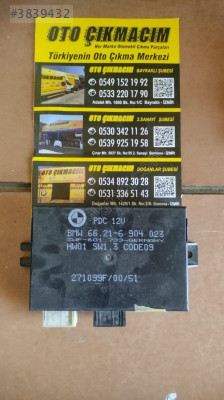 #3839432
OTO ÇIKMACIM
Her Marka Otomobil Çıkma Parçaları
Türkiyenin Oto Çıkma Merkezi
OTO ÇIKMACIM
BAYRAKLI ŞUBESİ
0549 152 19 92
0533 220 17 90
OTO ÇIKMACIM
2.SANAYİ ŞUBESİ
0530 342 11 26
0539 925 19 58
OTO ÇIKMACIM
DOĞANLAR ŞUBESİ
0534 892 30 28
0531 336 51 43
PDC 12V
BMW 66.21-6 904 023
HW01 SW1.3 CODE09
271099F/00/51